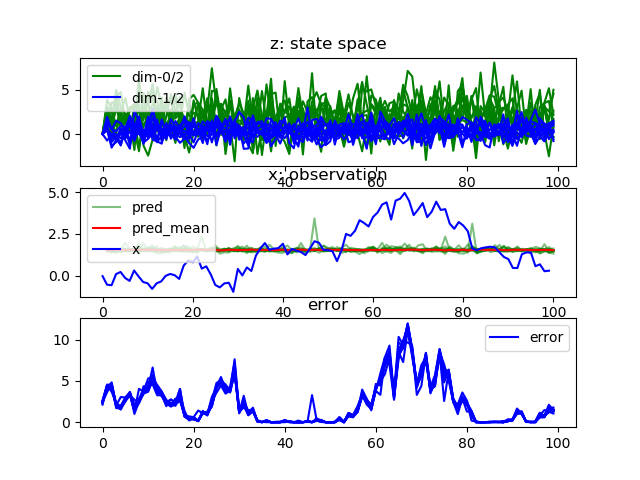 z: state space
5
0
dim-0/2
dim-1/2
0 20 40 60 80 100
x: observation
5.0
2.5
0.0
pred
pred_mean
x
0 20 40 60 80 100
error
10
5
0
error
0 20 40 60 80 100